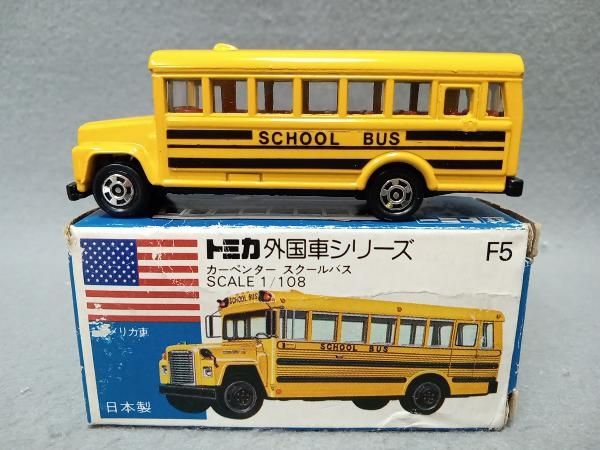 SCHOOL BUS
トミカ 外国車シリーズ F5
カーペンター スクールバス
SCALE 1/108
SCHOOL BUS
SCHOOL BUS
メリカ車
日本製